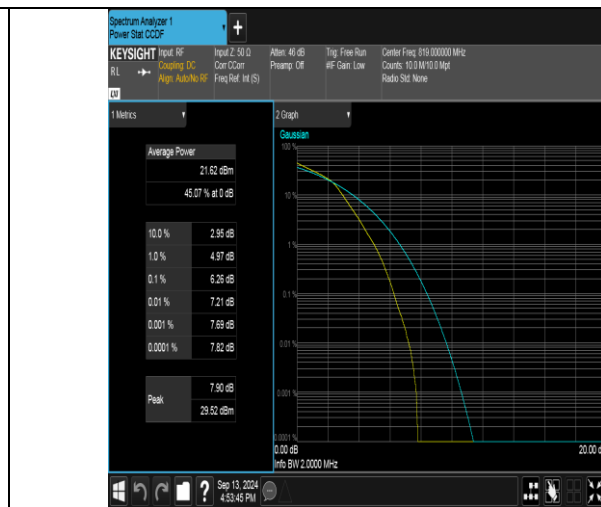 Spectrum Analyzer 1
Power Stat CCDF
+
KEYSIGHT Input: RF Input Z: 50 Ω Atten: 46 dB Trig: Free Run Center Freq: 819.000000 MHz
RL Coupling: DC Corr CCorr Preamp: Off #IF Gain: Low Counts: 10.0 M/10.0 Mpt
Align: Auto/No RF Freq Ref: Int (S) Radio Std: None
LXI
1 Metrics
2 Graph
Gaussian
Average Power
21.62 dBm
45.07 % at 0 dB
10.0 % 2.95 dB
1.0 % 4.97 dB
0.1 % 6.26 dB
0.01 % 7.21 dB
0.001 % 7.69 dB
0.0001 % 7.82 dB
Peak 7.90 dB
29.52 dBm
100 %
10 %
1 %
0.1 %
0.01 %
0.001 %
0.0001 %
0.00 dB 20.00 d
Info BW 2.0000 MHz
? Sep 13, 2024
4:53:45 PM